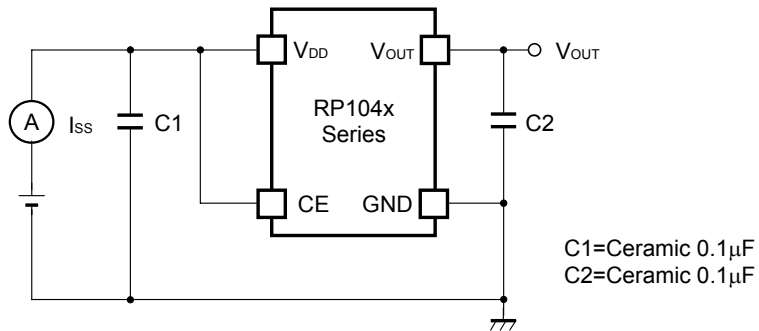 VDD
VOUT
VOUT
RP104x
Series
A
ISS
C1
C2
CE
GND
C1=Ceramic 0.1μF
C2=Ceramic 0.1μF